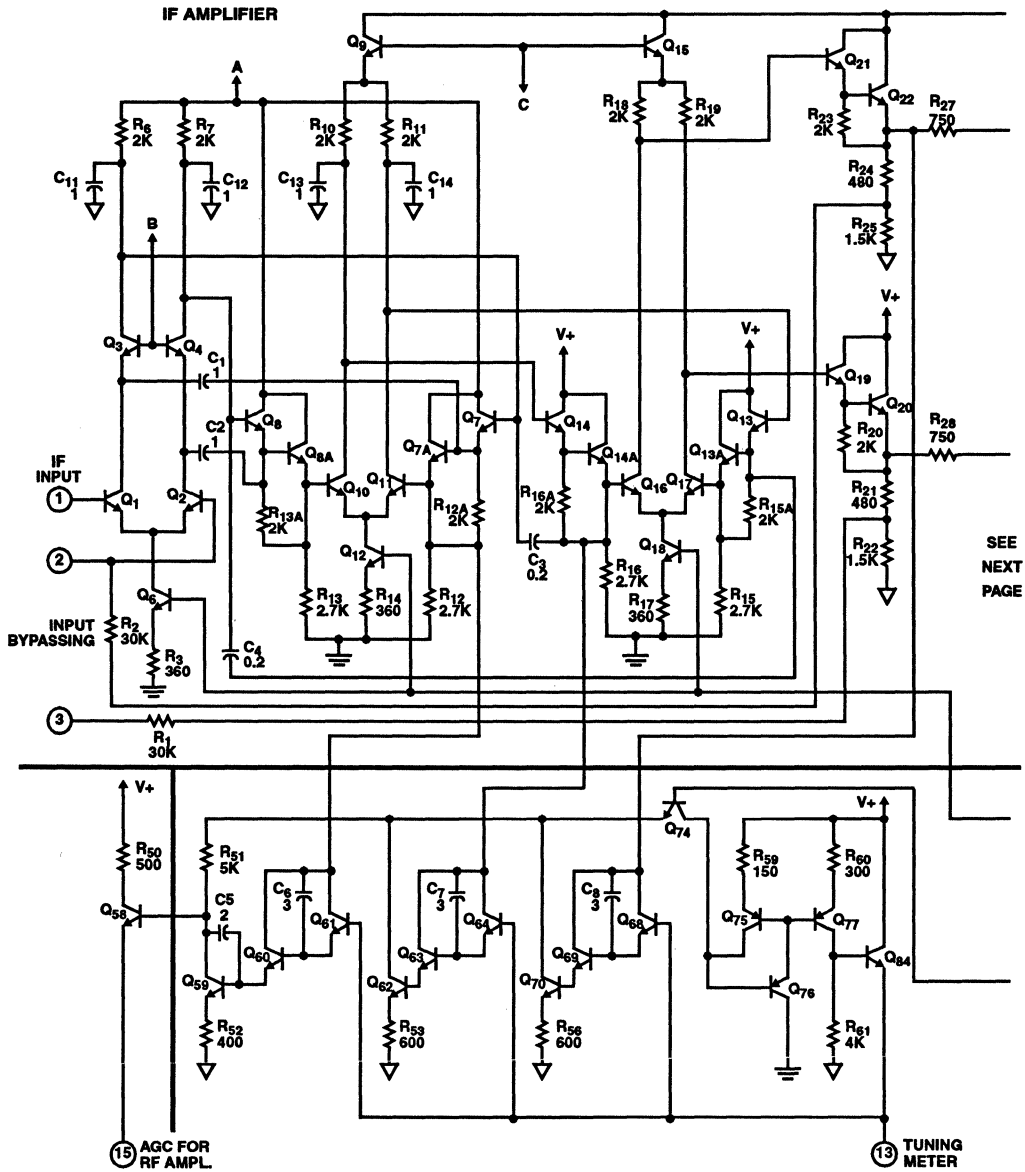 IF AMPLIFIER
Q9
Q15
Q21
A
C
Q22
R6
2K
R7
2K
R10
2K
R11
2K
R18
2K
R19
2K
R23
2K
R27
750
C11
1
C12
1
C13
1
C14
1
R24
480
B
R25
1.5K
V+
Q3
Q4
V+
V+
C1
1
Q19
Q20
Q8
Q7
Q14
Q13
C2
1
Q8A
Q7A
Q14A
Q13A
R20
2K
R28
750
IF
INPUT
1
Q1
Q2
Q10
Q11
Q16
Q17
R21
480
R13A
2K
R12A
2K
R16A
2K
R15A
2K
2
Q12
C3
0.2
Q18
R22
1.5K
SEE
NEXT
PAGE
Q6
R16
2.7K
INPUT
BYPASSING
R2
30K
R13
2.7K
R14
360
R12
2.7K
R17
360
R15
2.7K
R3
360
C4
0.2
3
R1
30K
V+
V+
Q74
R50
500
R51
5K
R59
150
R60
300
C5
2
C6
3
C7
3
C8
3
Q58
Q61
Q64
Q68
Q75
Q77
Q60
Q63
Q69
Q84
Q59
Q62
Q70
Q76
R52
400
R53
600
R56
600
R61
4K
15
AGC FOR
RF AMPL.
13
TUNING
METER